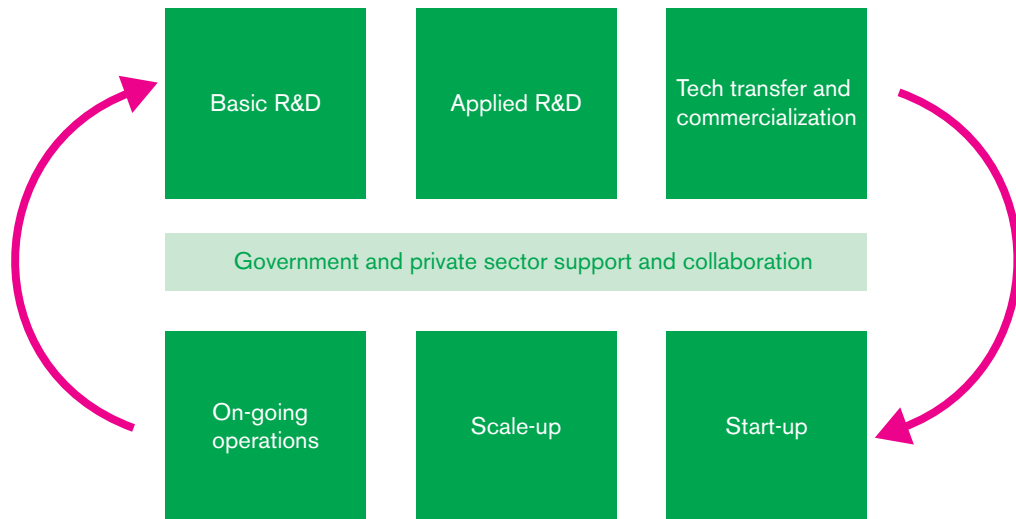 Basic R&D
Applied R&D
Tech transfer and
commercialization
Government and private sector support and collaboration
On-going
operations
Scale-up
Start-up